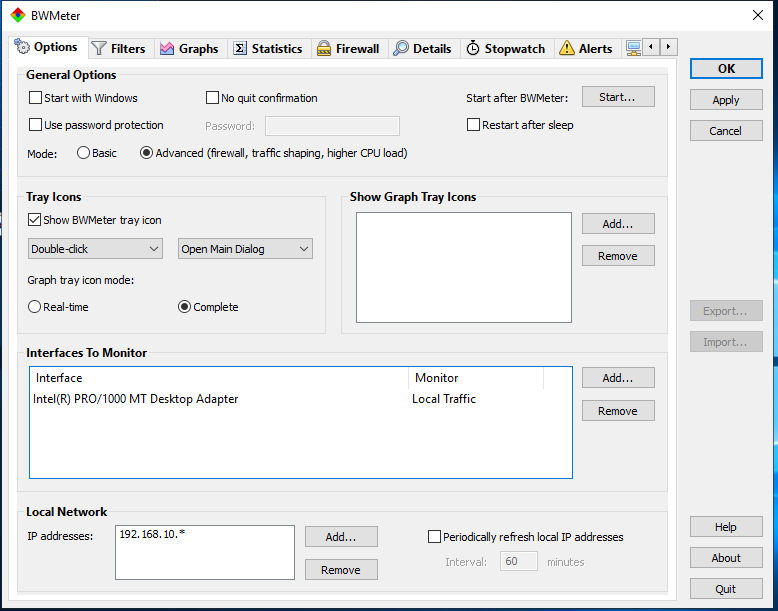 BWMeter
Options Filters Graphs Statistics Firewall Details Stopwatch Alerts
General Options
Start with Windows No quit confirmation Start after BWMeter: Start...
Use password protection Password: Restart after sleep
Mode: Basic Advanced (firewall, traffic shaping, higher CPU load)
OK
Apply
Cancel
Tray Icons
Show BWMeter tray icon
Double-click Open Main Dialog
Graph tray icon mode:
Real-time Complete
Show Graph Tray Icons
Add...
Remove
Export...
Import...
Interfaces To Monitor
Interface Monitor
Intel(R) PRO/1000 MT Desktop Adapter Local Traffic
Add...
Remove
Local Network
IP addresses: 192.168.10.* Add... Periodically refresh local IP addresses
Remove Interval: 60 minutes
Help
About
Quit